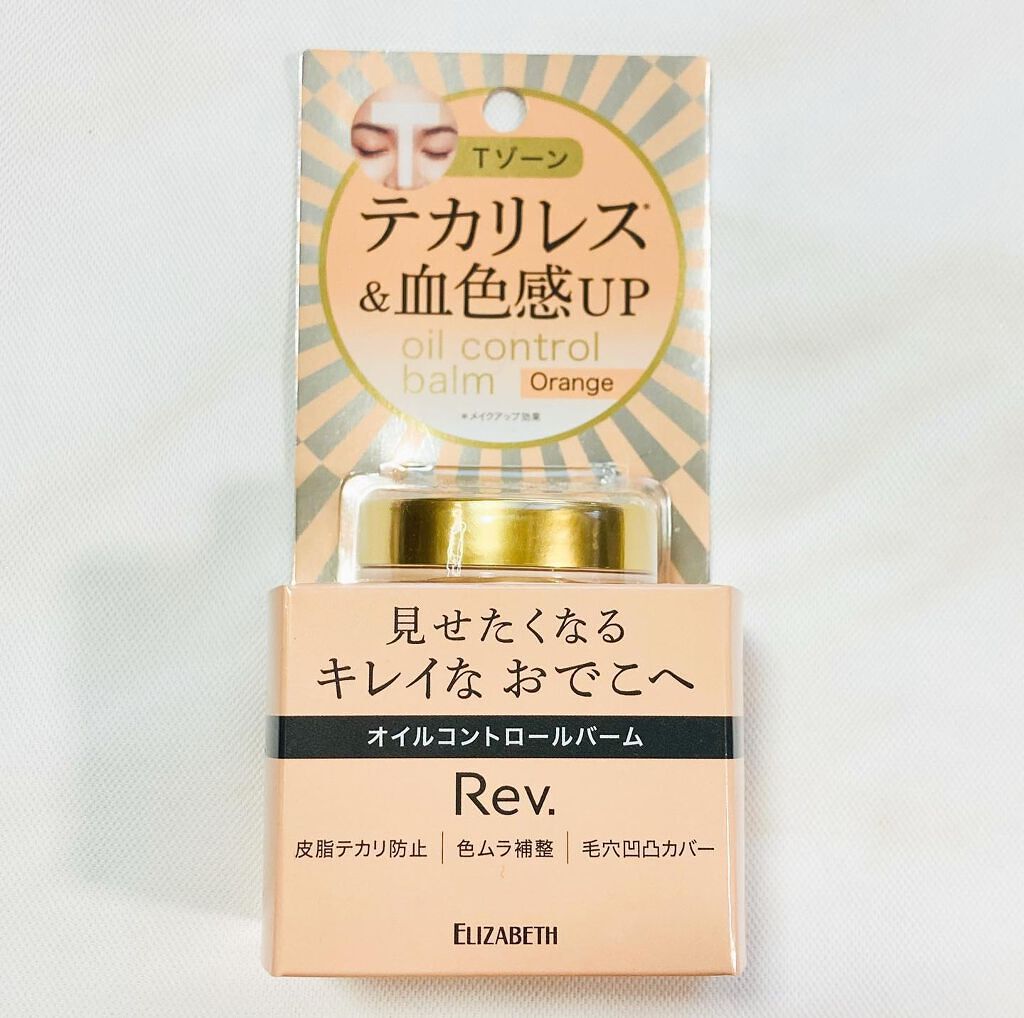 Tゾーン
テカリレス*
&血色感UP
oil control
balm Orange
*メイクアップ効果
見せたくなる
キレイな おでこへ
オイルコントロールバーム
Rev.
皮脂テカリ防止 | 色ムラ補整 | 毛穴凹凸カバー
ELIZABETH